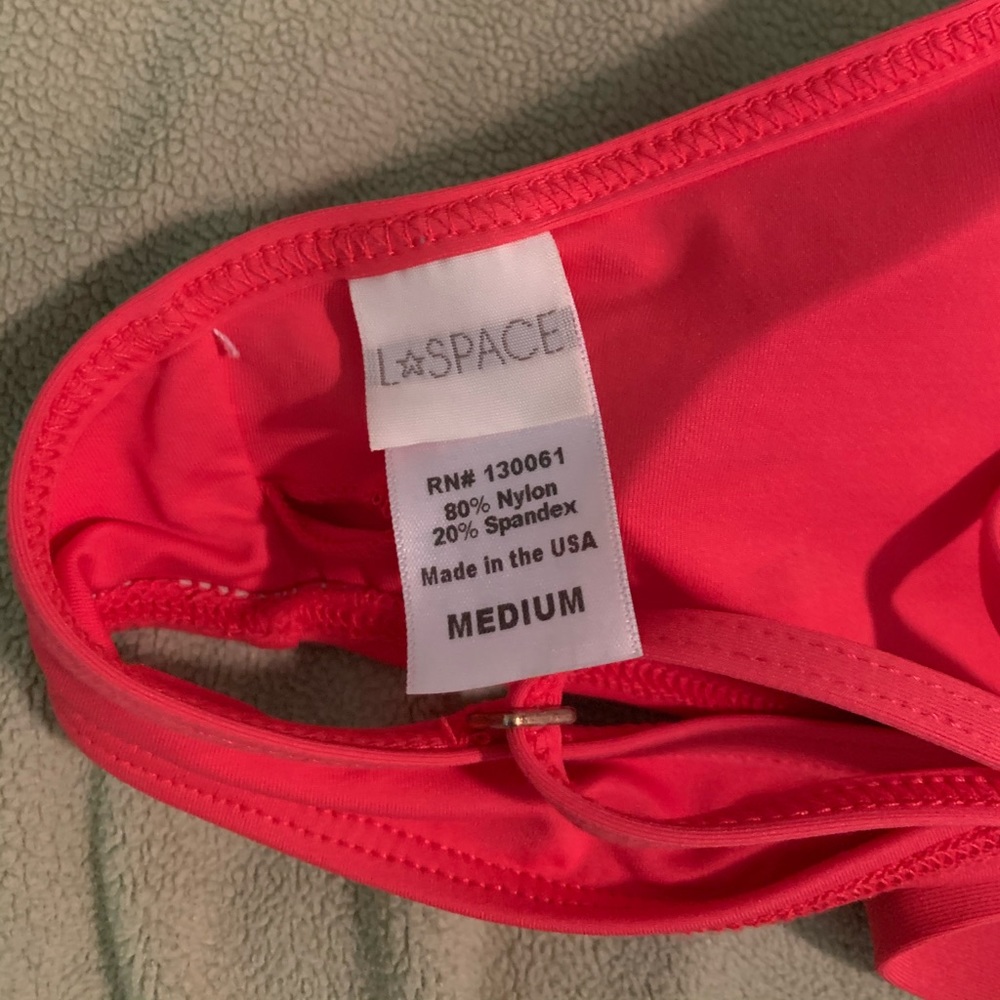 L☆SPACE
RN# 130061
80% Nylon
20% Spandex
Made in the USA
MEDIUM